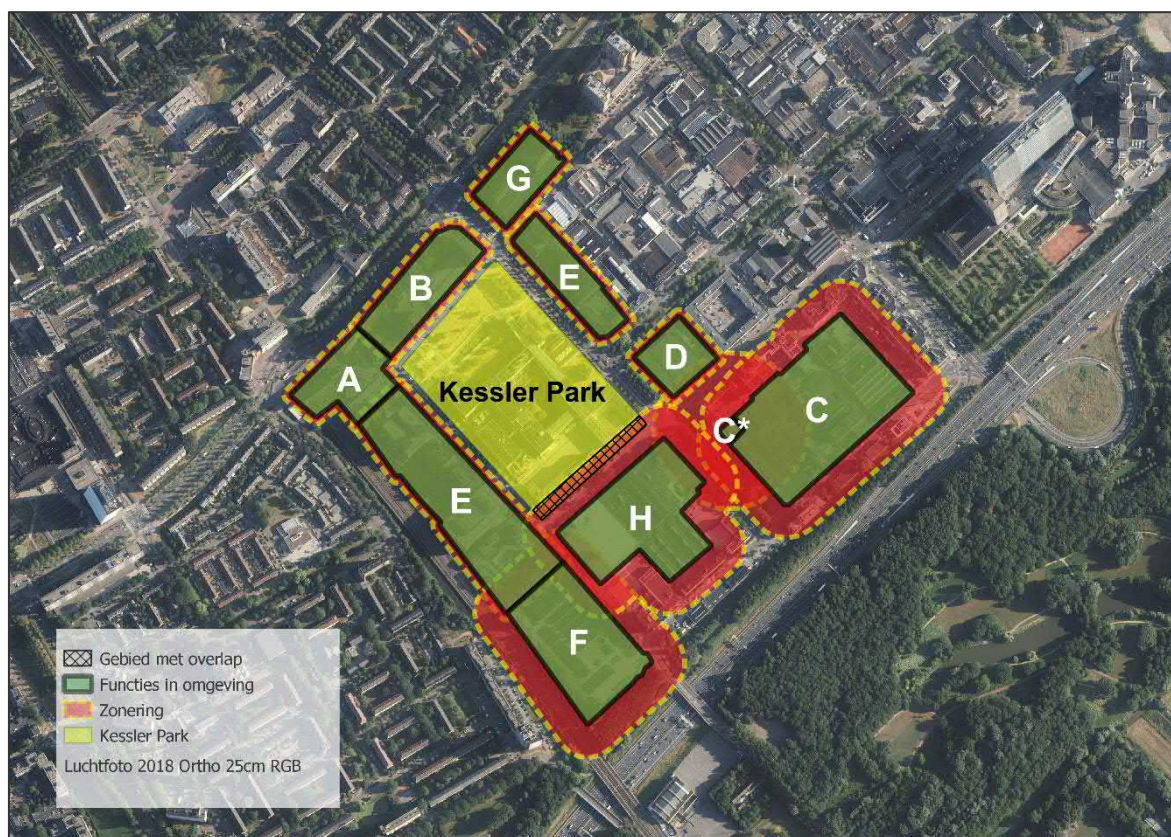 G
B
E
D
A
Kessler Park
C
C*
E
H
F
Gebied met overlap
Functies in omgeving
Zonering
Kessler Park
Luchtfoto 2018 Ortho 25cm RGB